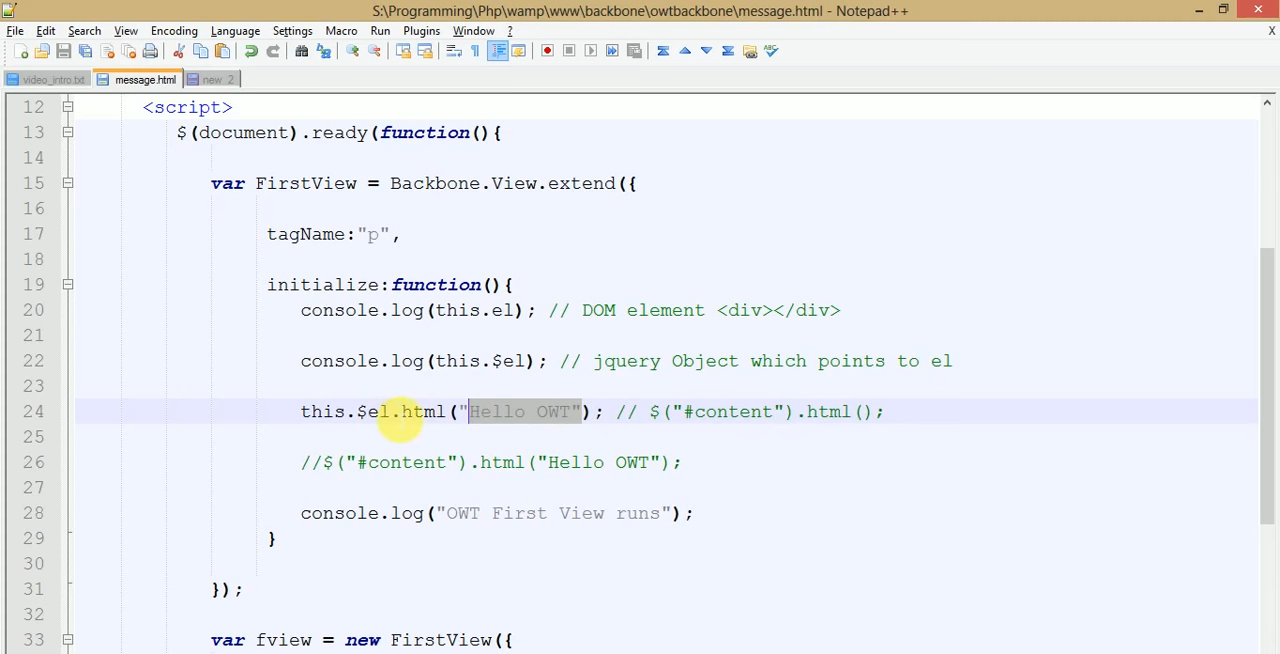 S:\Programming\Php\wamp\www\backbone\owtbackbone\message.html - Notepad++
File Edit Search View Encoding Language Settings Macro Run Plugins Window ? X
video_intro.txt message.html new 2
12 <script>
13 $(document).ready(function(){
14
15 var FirstView = Backbone.View.extend({
16
17 tagName:"p",
18
19 initialize:function(){
20 console.log(this.el); // DOM element <div></div>
21
22 console.log(this.$el); // jquery Object which points to el
23
24 this.$el.html("Hello OWT"); // $("#content").html();
25
26 //$("#content").html("Hello OWT");
27
28 console.log("OWT First View runs");
29 }
30
31 });
32
33 var fview = new FirstView({